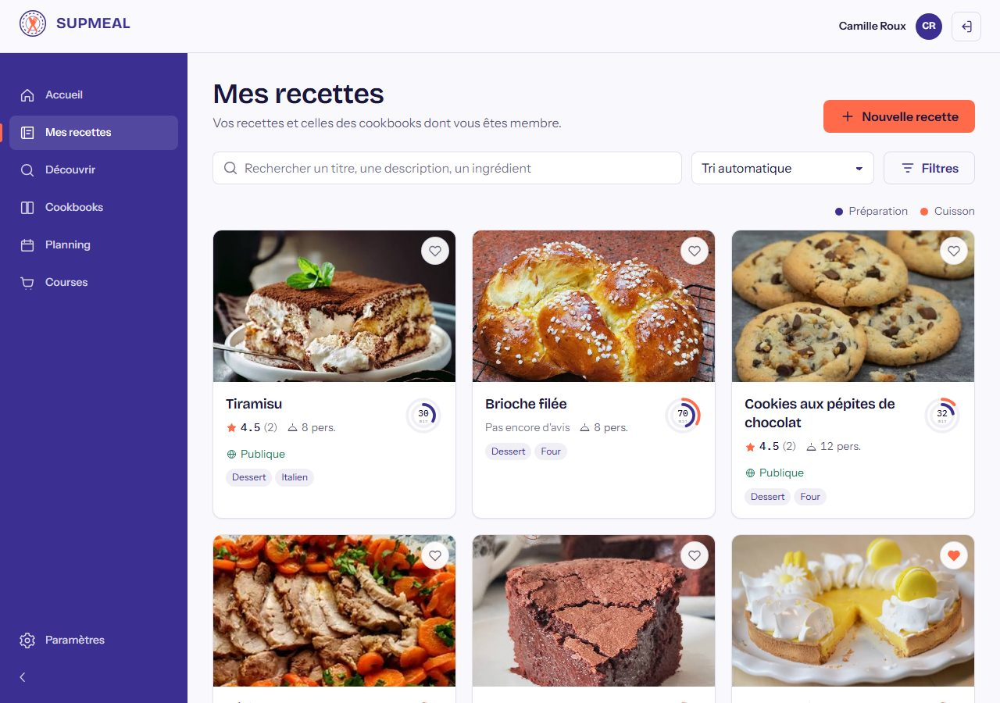 SUPMEAL
Camille Roux
CR
Accueil
Mes recettes
Découvrir
Cookbooks
Planning
Courses
Paramètres
Mes recettes
Vos recettes et celles des cookbooks dont vous êtes membre.
Nouvelle recette
Rechercher un titre, une description, un ingrédient
Tri automatique
Filtres
Préparation
Cuisson
Tiramisu
30
min
4.5 (2)
8 pers.
Publique
Dessert
Italien
Brioche filée
70
min
Pas encore d'avis
8 pers.
Dessert
Four
Cookies aux pépites de
chocolat
32
min
4.5 (2)
12 pers.
Publique
Dessert
Four